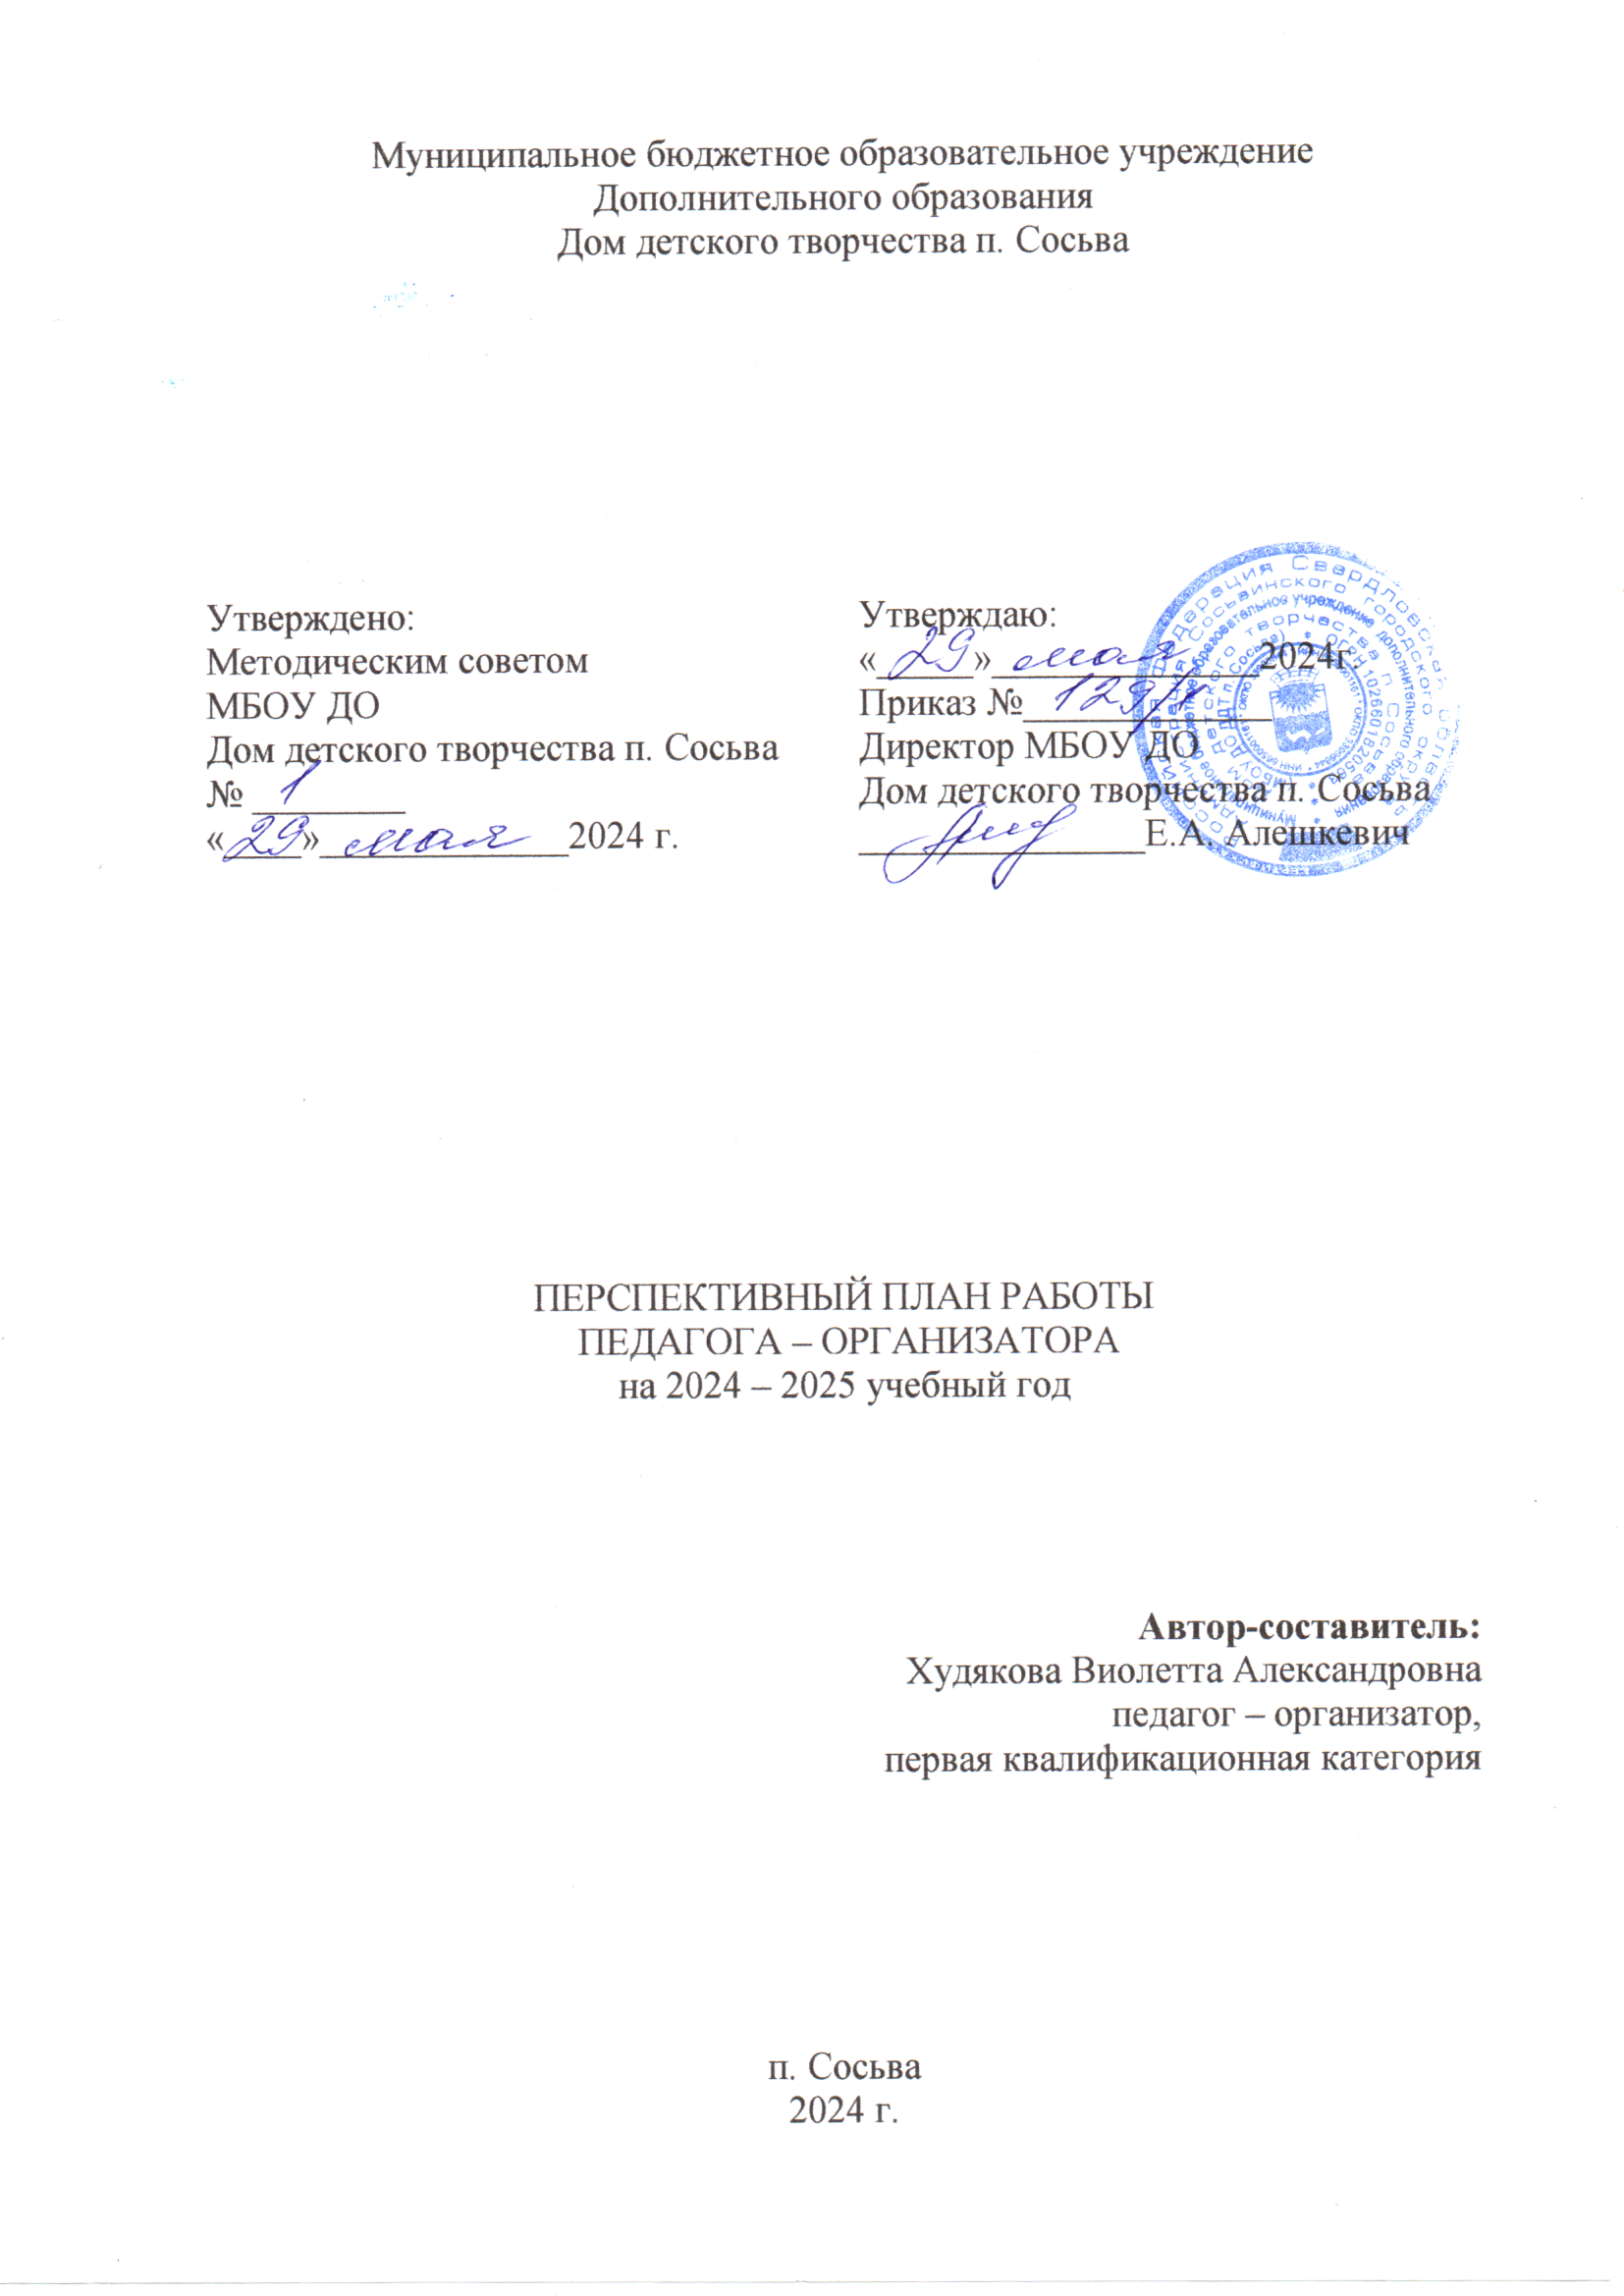 Муниципальное бюджетное образовательное учреждение
Дополнительного образования
Дом детского творчества п. Сосьва
Утверждено:
Методическим советом
МБОУ ДО
Дом детского творчества п. Сосьва
№ 1
«29» мая 2024 г.
Утверждаю:
«29» мая 2024г.
Приказ № 129/1
Директор МБОУ ДО
Дом детского творчества п. Сосьва
Е.А. Алешкевич
ПЕРСПЕКТИВНЫЙ ПЛАН РАБОТЫ
ПЕДАГОГА – ОРГАНИЗАТОРА
на 2024 – 2025 учебный год
Автор-составитель:
Худякова Виолетта Александровна
педагог – организатор,
первая квалификационная категория
п. Сосьва
2024 г.